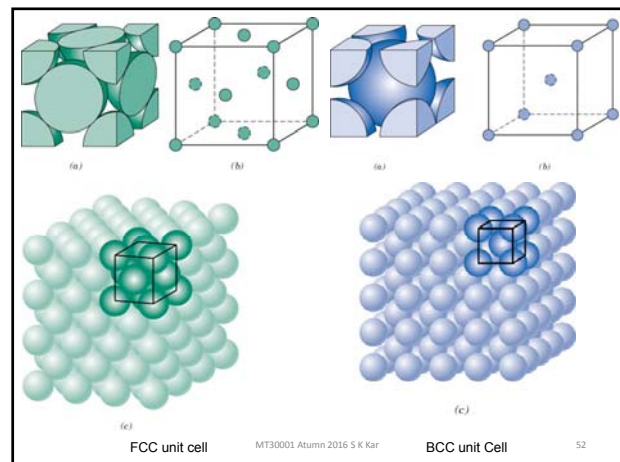 (a)
(b)
(a)
(b)
(c)
(c)
FCC unit cell
MT30001 Atumn 2016 S K Kar
BCC unit Cell
52